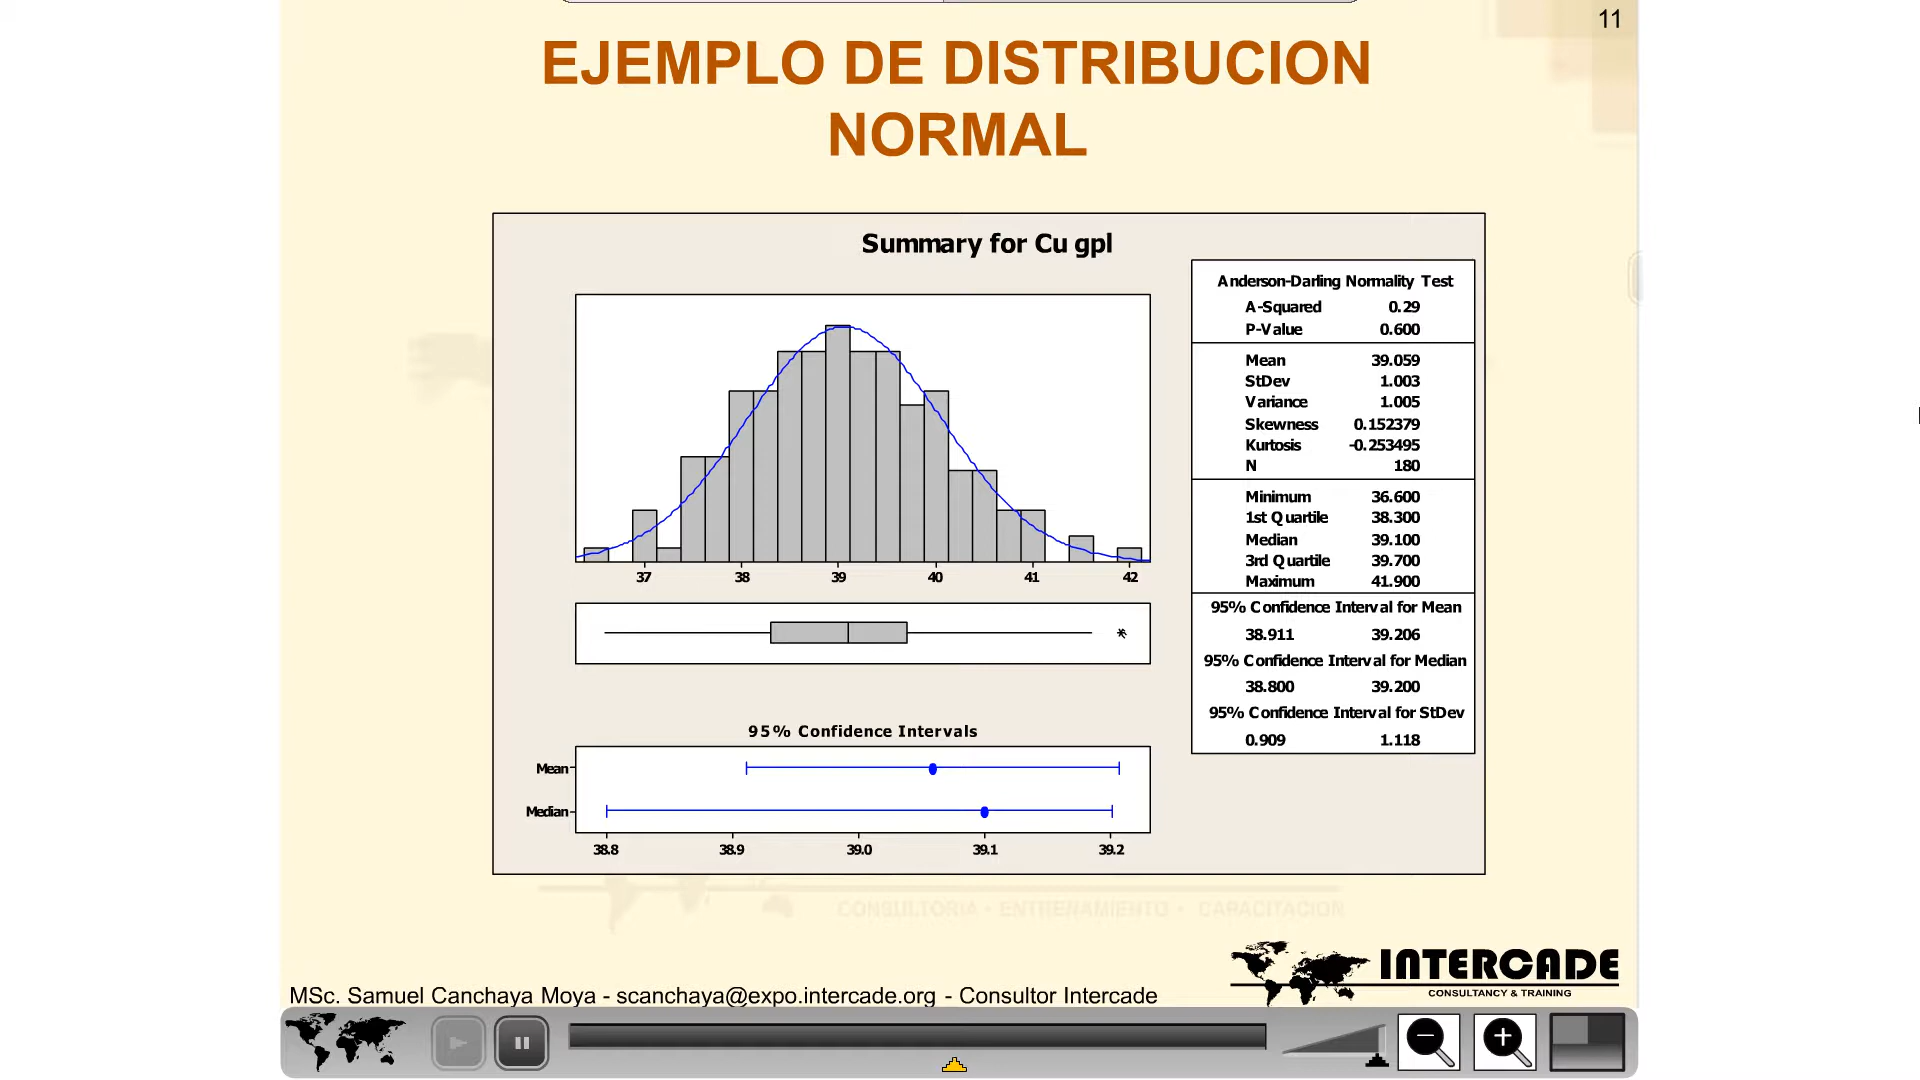 11
EJEMPLO DE DISTRIBUCION
NORMAL
Summary for Cu gpl
37 38 39 40 41 42
95% Confidence Intervals
Mean
Median
38.8 38.9 39.0 39.1 39.2
Anderson-Darling Normality Test
A-Squared 0.29
P-Value 0.600
Mean 39.059
StDev 1.003
Variance 1.005
Skewness 0.152379
Kurtosis -0.253495
N 180
Minimum 36.600
1st Quartile 38.300
Median 39.100
3rd Quartile 39.700
Maximum 41.900
95% Confidence Interval for Mean
38.911 39.206
95% Confidence Interval for Median
38.800 39.200
95% Confidence Interval for StDev
0.909 1.118
CONSULTORIA • ENTRENAMIENTO • CAPACITACION
INTERCADE
CONSULTANCY & TRAINING
MSc. Samuel Canchaya Moya - scanchaya@expo.intercade.org - Consultor Intercade